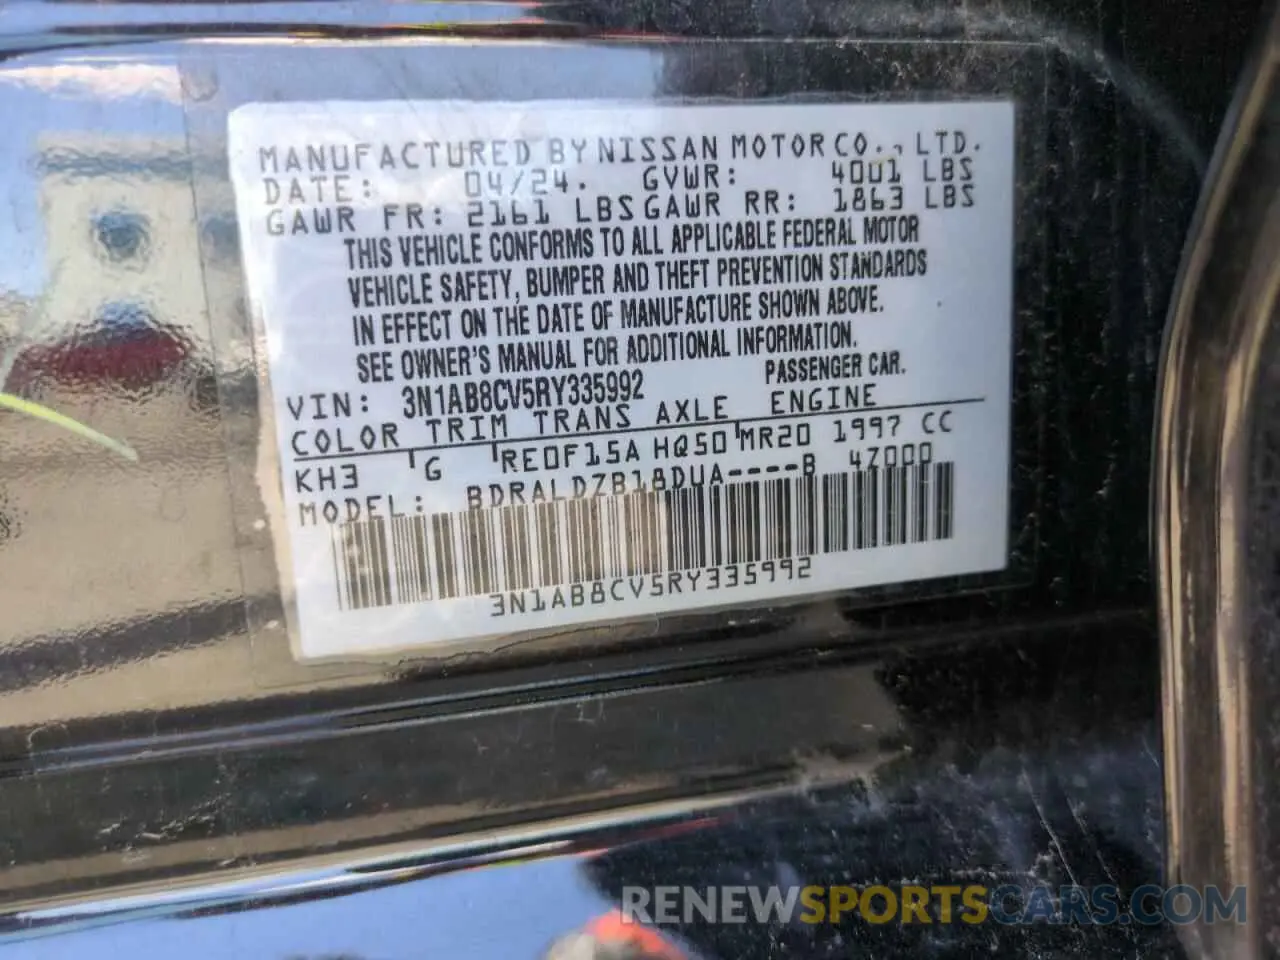 MANUFACTURED BY NISSAN MOTOR CO., LTD.
DATE: 04/24. GVWR: 4001 LBS
GAWR FR: 2161 LBS GAWR RR: 1863 LBS
THIS VEHICLE CONFORMS TO ALL APPLICABLE FEDERAL MOTOR
VEHICLE SAFETY, BUMPER AND THEFT PREVENTION STANDARDS
IN EFFECT ON THE DATE OF MANUFACTURE SHOWN ABOVE.
SEE OWNER'S MANUAL FOR ADDITIONAL INFORMATION.
VIN: 3N1AB8CV5RY335992 PASSENGER CAR.
COLOR TRIM TRANS AXLE ENGINE
KH3 G RE0F15A HQ50 MR20 1997 CC
MODEL: BDRALDZB18DUA----B 4Z000
3N1AB8CV5RY335992
RENEWSPORTSCARS.COM